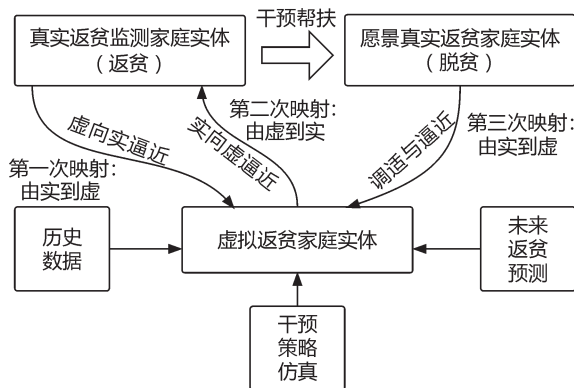 干预帮扶
真实返贫监测家庭实体
（返贫）
愿景真实返贫家庭实体
（脱贫）
第二次映射：
由虚到实
第三次映射：
由实到虚
虚向实逼近
实向虚逼近
调适与逼近
第一次映射：
由实到虚
历史
数据
虚拟返贫家庭实体
未来
返贫
预测
干预
策略
仿真